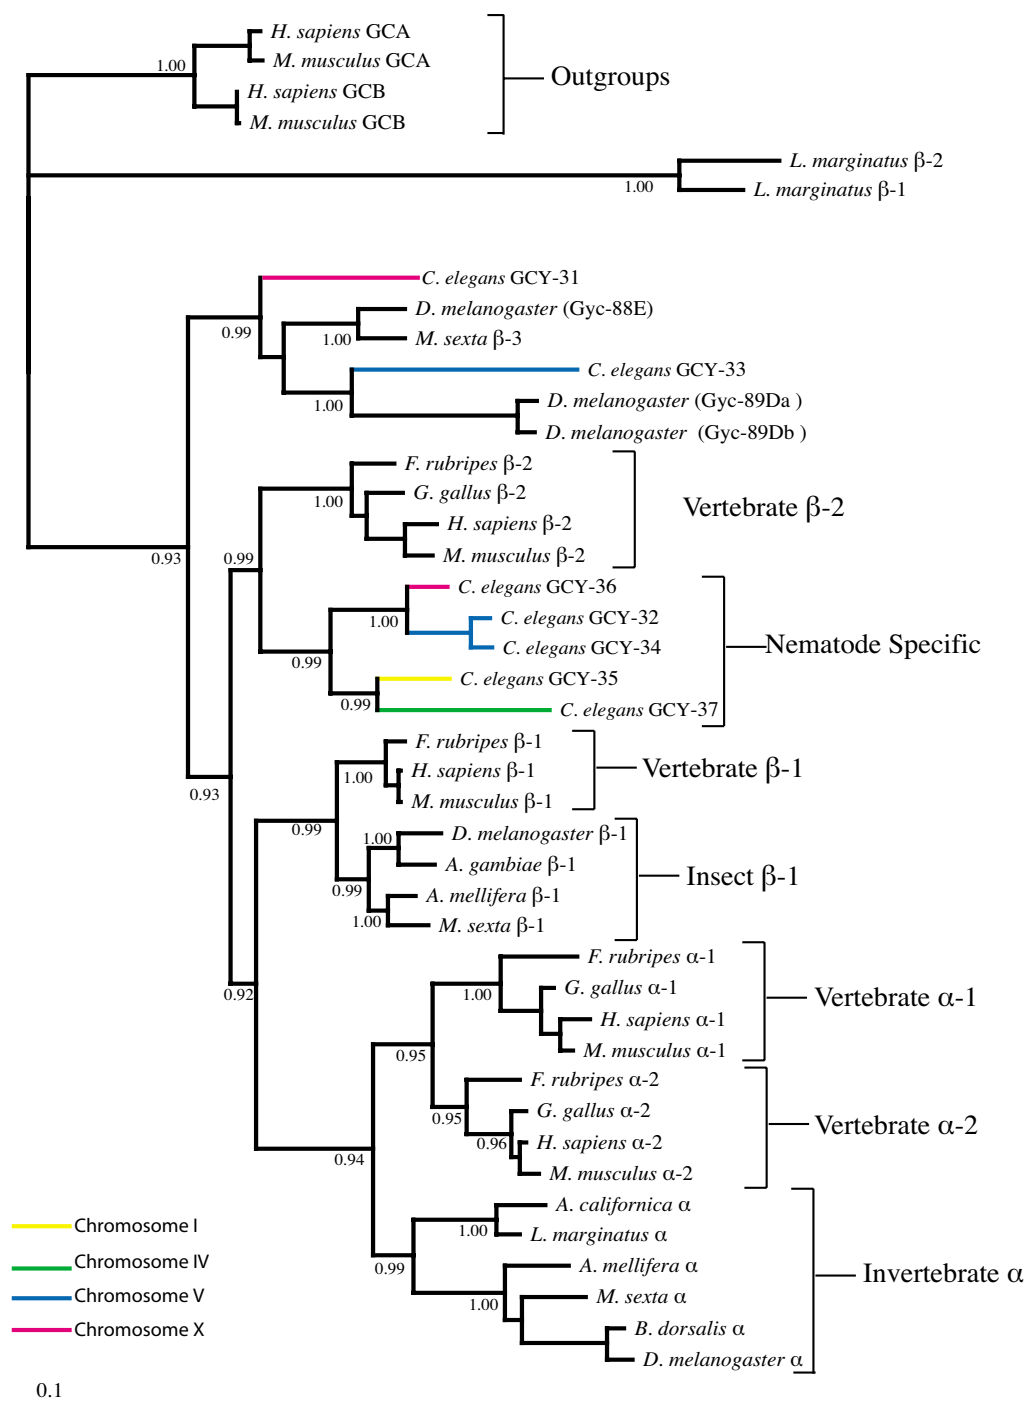 H. sapiens GCA
1.00
M. musculus GCA
Outgroups
H. sapiens GCB
M. musculus GCB
L. marginatus β-2
1.00
L. marginatus β-1
C. elegans GCY-31
D. melanogaster (Gyc-88E)
0.99
1.00
M. sexta β-3
C. elegans GCY-33
1.00
D. melanogaster (Gyc-89Da )
D. melanogaster (Gyc-89Db )
F. rubripes β-2
1.00
G. gallus β-2
Vertebrate β-2
H. sapiens β-2
M. musculus β-2
0.93
0.99
C. elegans GCY-36
1.00
C. elegans GCY-32
C. elegans GCY-34
Nematode Specific
0.99
C. elegans GCY-35
0.99
C. elegans GCY-37
F. rubripes β-1
1.00
H. sapiens β-1
Vertebrate β-1
0.93
M. musculus β-1
0.99
D. melanogaster β-1
1.00
A. gambiae β-1
Insect β-1
0.99
A. mellifera β-1
1.00
M. sexta β-1
F. rubripes α-1
0.92
1.00
G. gallus α-1
Vertebrate α-1
H. sapiens α-1
0.95
M. musculus α-1
F. rubripes α-2
0.95
G. gallus α-2
Vertebrate α-2
0.96
H. sapiens α-2
0.94
M. musculus α-2
A. californica α
1.00
L. marginatus α
0.99
A. mellifera α
Invertebrate α
1.00
M. sexta α
B. dorsalis α
D. melanogaster α
Chromosome I
Chromosome IV
Chromosome V
Chromosome X
0.1